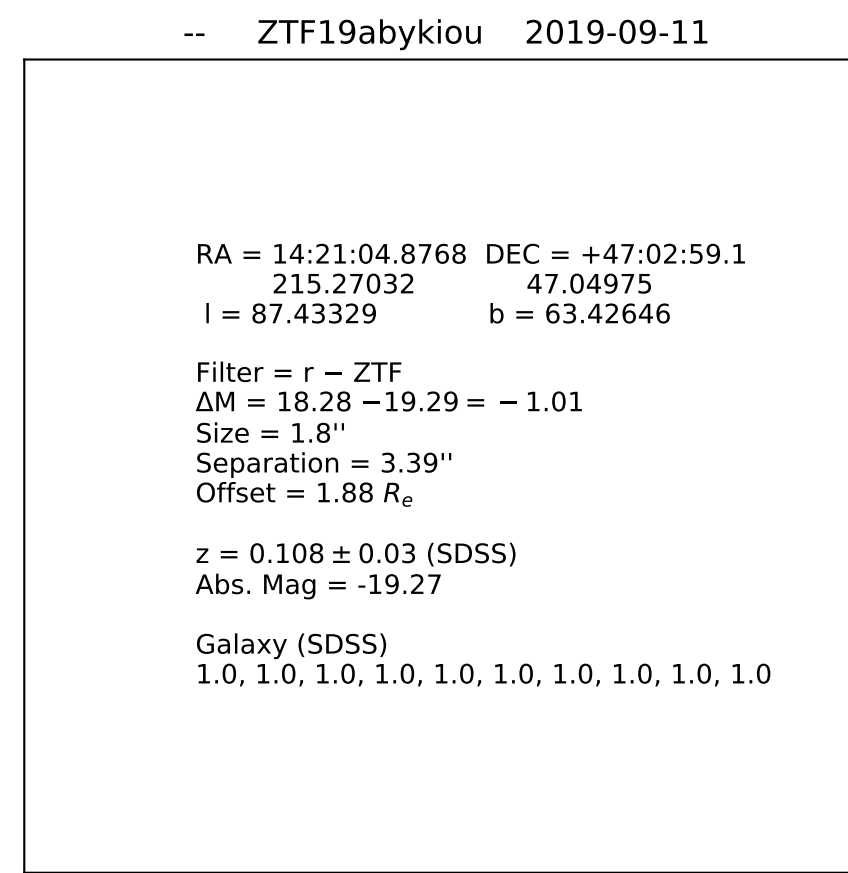 -- ZTF19abykiou 2019-09-11
RA = 14:21:04.8768 DEC = +47:02:59.1
215.27032 47.04975
l = 87.43329 b = 63.42646
Filter = r − ZTF
ΔM = 18.28 −19.29 = − 1.01
Size = 1.8''
Separation = 3.39''
Offset = 1.88 Re
z = 0.108 ± 0.03 (SDSS)
Abs. Mag = -19.27
Galaxy (SDSS)
1.0, 1.0, 1.0, 1.0, 1.0, 1.0, 1.0, 1.0, 1.0, 1.0